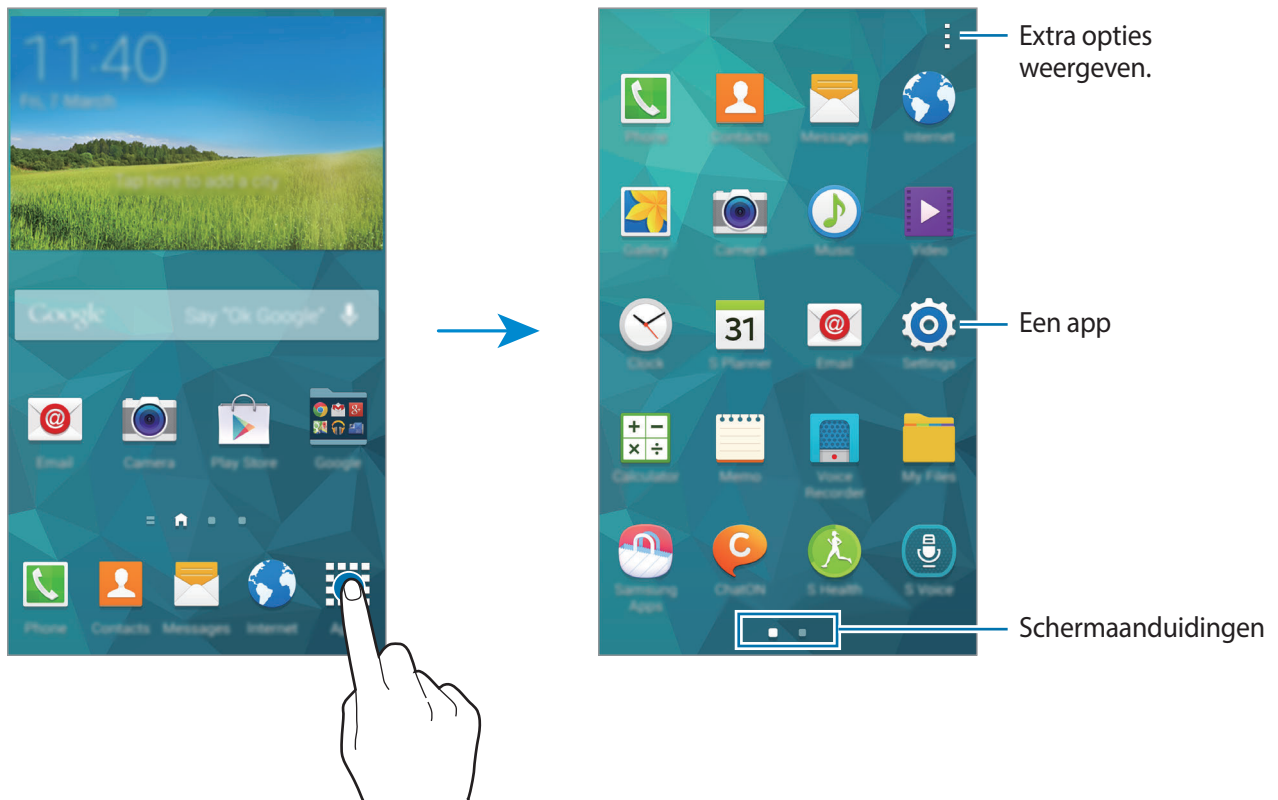 11:40
Fri, 7 March
Tap here to add a city
Google Say "Ok Google"
Email Camera Play Store Google
Phone Contacts Messages Internet
Extra opties
weergeven.
Phone Contacts Messages Internet
Gallery Camera Music Video
31
Clock S Planner Email Settings
Een app
Calculator Memo Voice
Recorder My Files
C
Samsung
Apps ChatON S Health S Voice
Schermaanduidingen